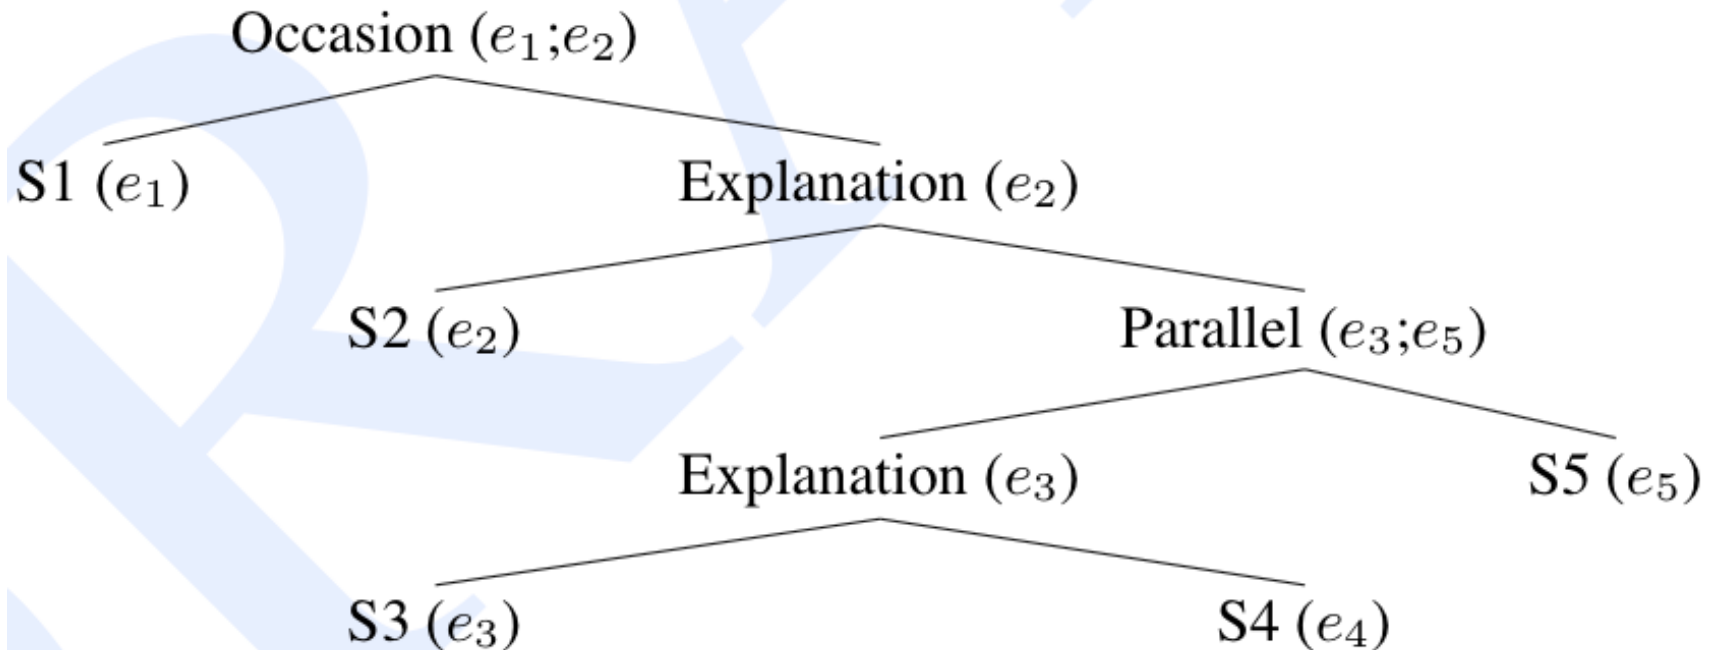 Occasion (e₁;e₂)
S1 (e₁) Explanation (e₂)
S2 (e₂) Parallel (e₃;e₅)
Explanation (e₃) S5 (e₅)
S3 (e₃) S4 (e₄)